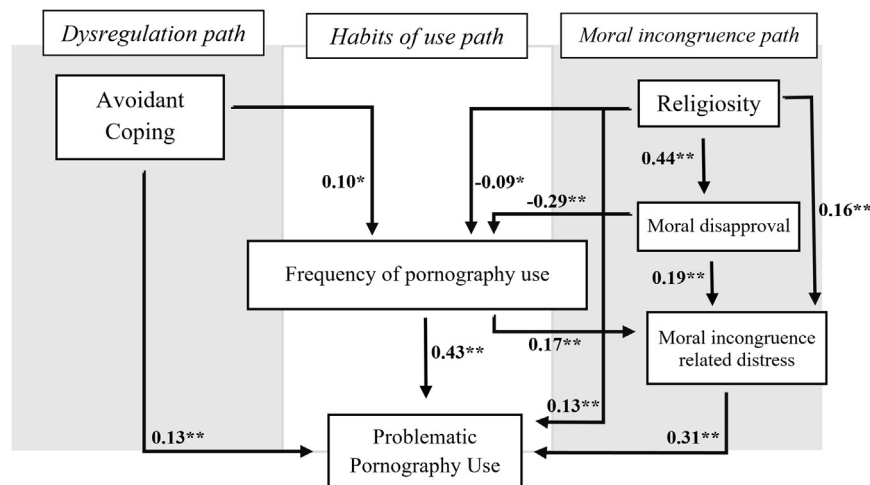 Dysregulation path
Habits of use path
Moral incongruence path
Avoidant
Coping
Religiosity
0.44**
0.10*
-0.09*
-0.29**
0.16**
Moral disapproval
Frequency of pornography use
0.19**
0.43**
0.17**
Moral incongruence
related distress
0.13**
0.13**
0.31**
Problematic
Pornography Use